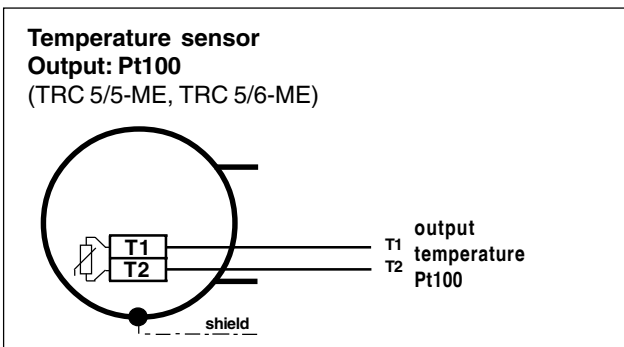 Temperature sensor
Output: Pt100
(TRC 5/5-ME, TRC 5/6-ME)
T1
T2
T1
T2
output
temperature
Pt100
shield